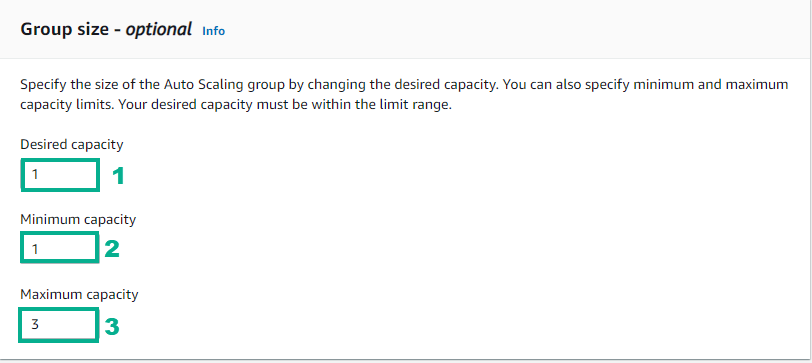 Group size - optional Info
Specify the size of the Auto Scaling group by changing the desired capacity. You can also specify minimum and maximum
capacity limits. Your desired capacity must be within the limit range.
Desired capacity
1 1
Minimum capacity
1 2
Maximum capacity
3 3